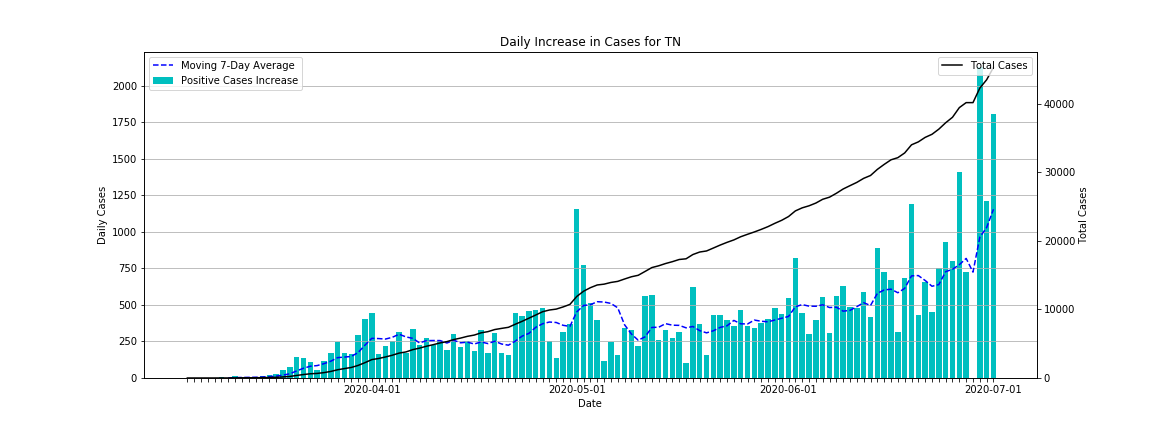 Daily Increase in Cases for TN
Moving 7-Day Average
Positive Cases Increase
Total Cases
2000
1750
1500
1250
1000
750
500
250
0
Daily Cases
40000
30000
20000
10000
0
Total Cases
2020-04-01
2020-05-01
2020-06-01
2020-07-01
Date